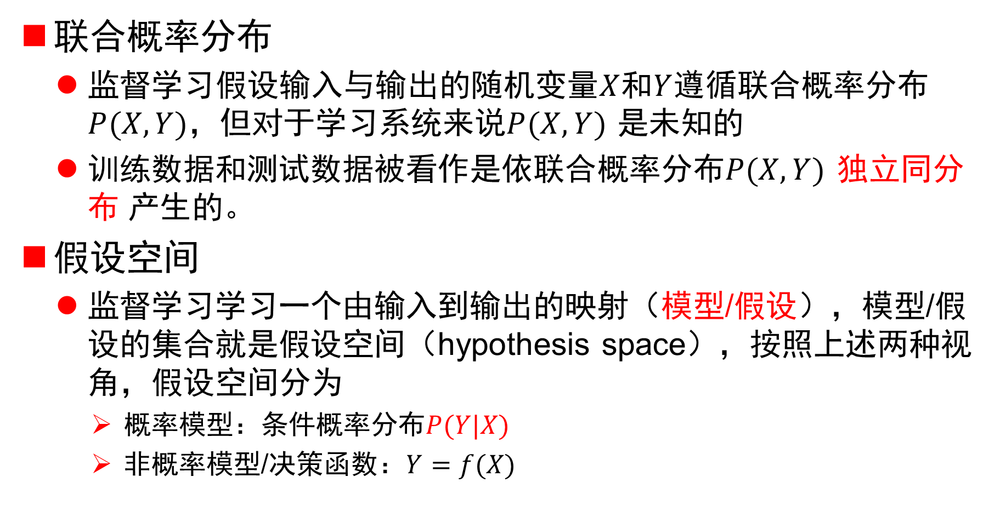 联合概率分布
监督学习假设输入与输出的随机变量X和Y遵循联合概率分布
P(X,Y)，但对于学习系统来说P(X,Y) 是未知的
训练数据和测试数据被看作是依联合概率分布P(X,Y) 独立同分
布 产生的。
假设空间
监督学习学习一个由输入到输出的映射（模型/假设），模型/假
设的集合就是假设空间（hypothesis space），按照上述两种视
角，假设空间分为
概率模型：条件概率分布P(Y|X)
非概率模型/决策函数：Y = f(X)